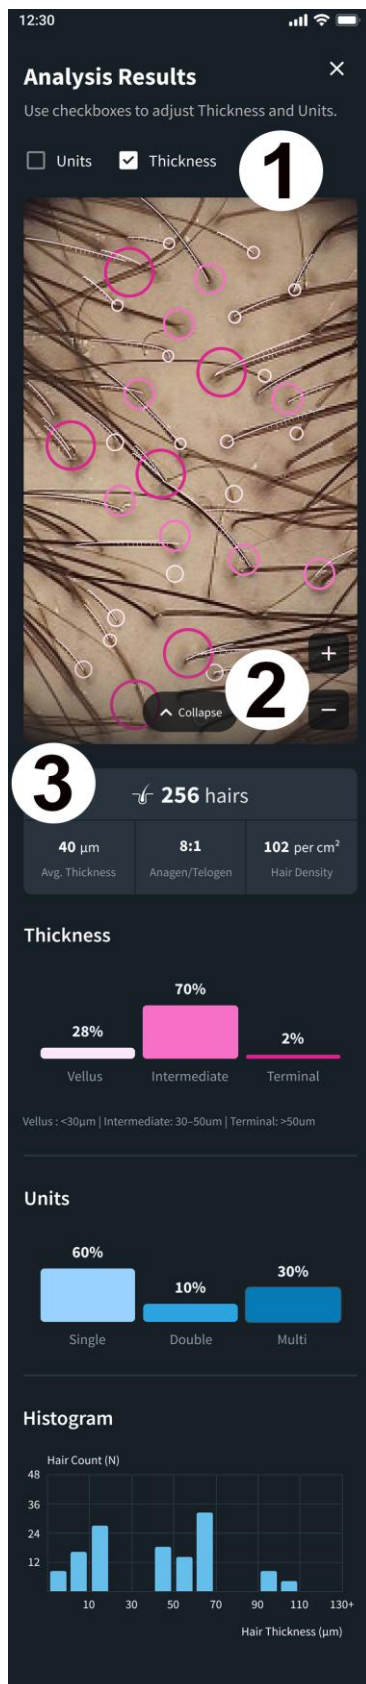 12:30
Analysis Results
Use checkboxes to adjust Thickness and Units.
Units Thickness
1
+
2
Collapse
−
3
256 hairs
40 μm 8:1 102 per cm²
Avg. Thickness Anagen/Telogen Hair Density
Thickness
70%
28%
2%
Vellus Intermediate Terminal
Vellus : <30μm | Intermediate: 30–50um | Terminal: >50um
Units
60%
30%
10%
Single Double Multi
Histogram
Hair Count (N)
48
36
24
12
10 30 50 70 90 110 130+
Hair Thickness (μm)